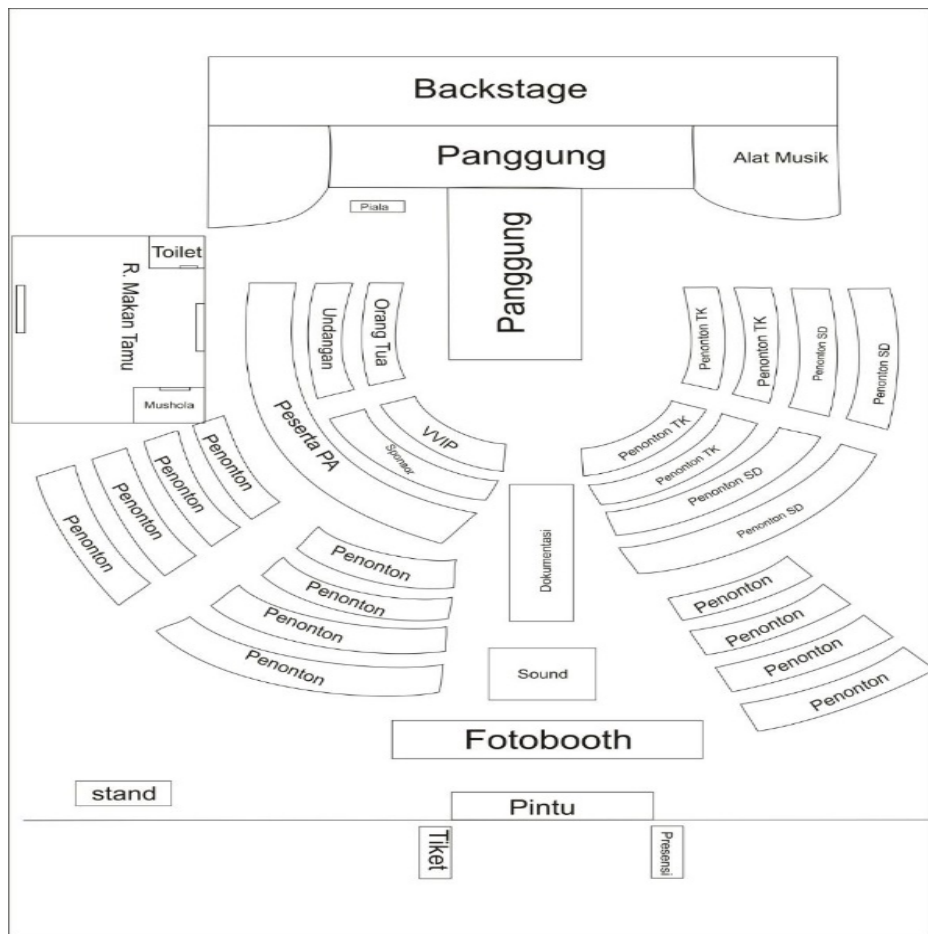 Backstage
Panggung
Alat Musik
Piala
Panggung
Toilet
R. Makan Tamu
Mushola
Orang Tua
Undangan
Peserta PA
VVIP
Sponsor
Penonton TK
Penonton TK
Penonton SD
Penonton SD
Penonton TK
Penonton TK
Penonton SD
Penonton SD
Penonton
Penonton
Penonton
Penonton
Penonton
Penonton
Penonton
Penonton
Dokumentasi
Penonton
Penonton
Penonton
Penonton
Sound
Fotobooth
stand
Pintu
Tiket
Presensi